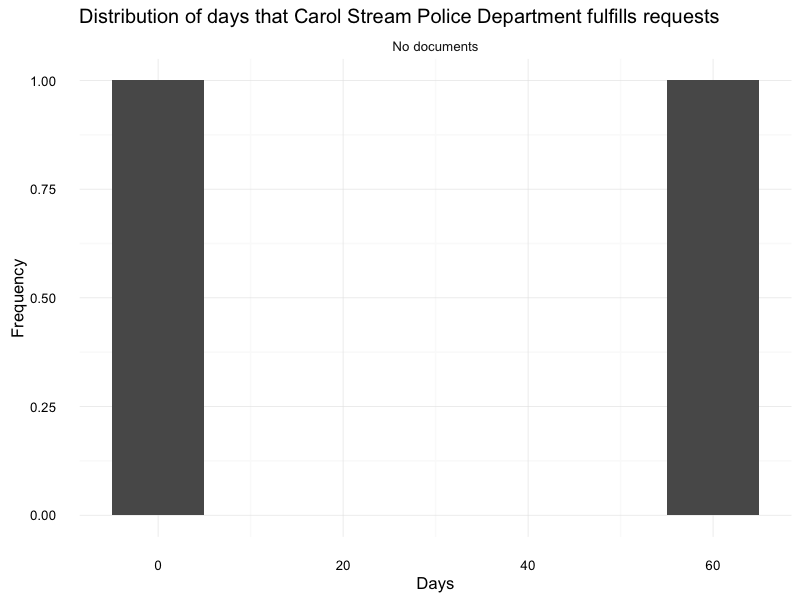 Distribution of days that Carol Stream Police Department fulfills requests
No documents
1.00
0.75
0.50
0.25
0.00
Frequency
0 20 40 60
Days